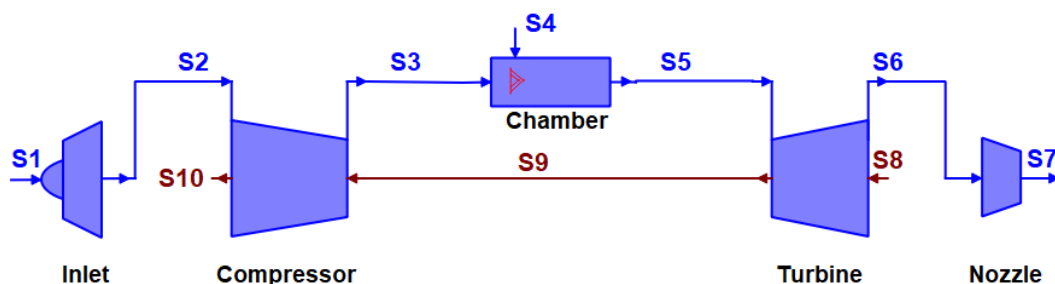 S4
S2
S3
S5
S6
Chamber
S1
S10
S9
S8
S7
Inlet
Compressor
Turbine
Nozzle